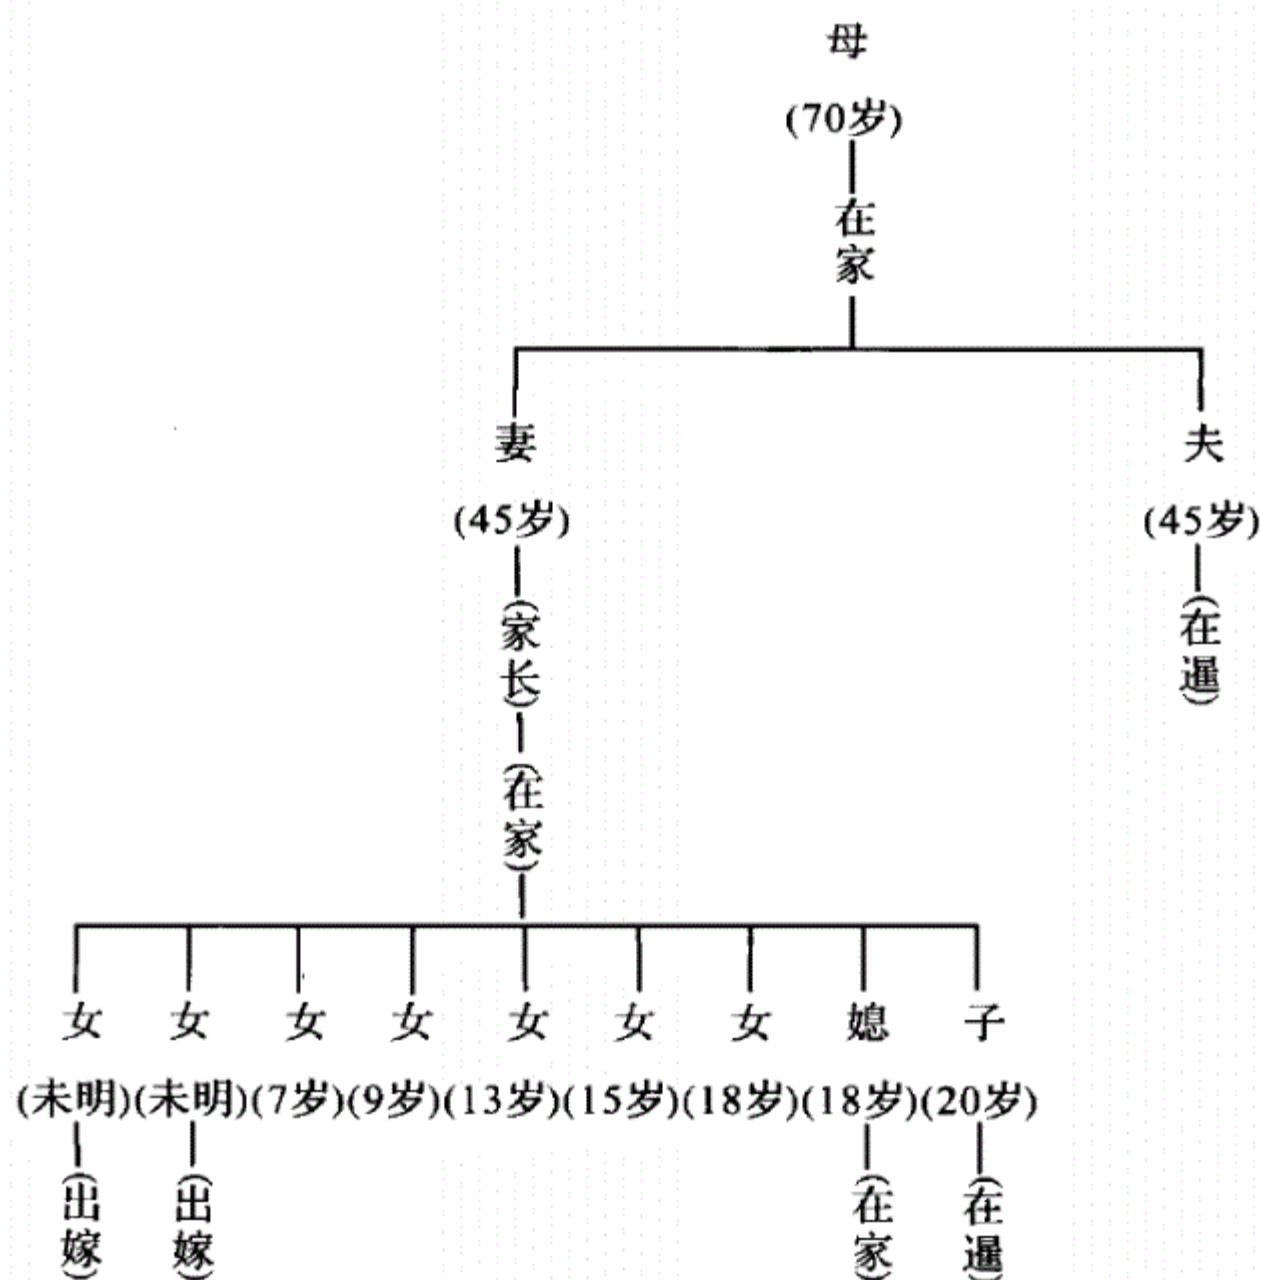 母
(70岁)
在家
妻 夫
(45岁) (45岁)
(家长) (在暹)
(在家)
女 女 女 女 女 女 女 媳 子
(未明)(未明)(7岁)(9岁)(13岁)(15岁)(18岁)(18岁)(20岁)
(出嫁) (出嫁) (在家) (在暹)